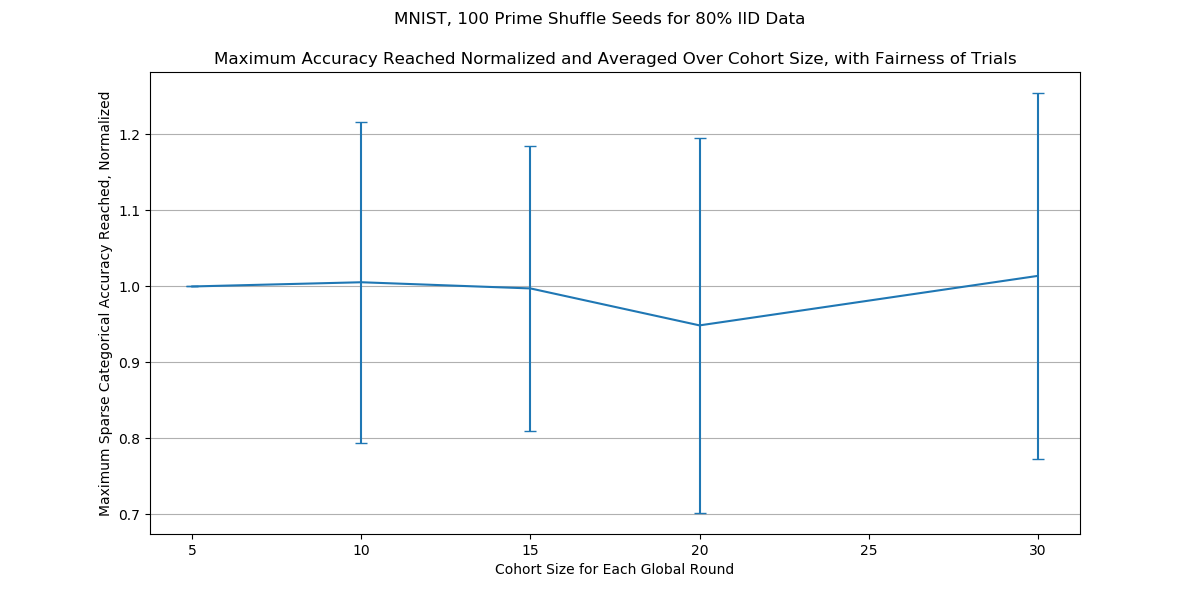 MNIST, 100 Prime Shuffle Seeds for 80% IID Data
Maximum Accuracy Reached Normalized and Averaged Over Cohort Size, with Fairness of Trials
Maximum Sparse Categorical Accuracy Reached, Normalized
1.2
1.1
1.0
0.9
0.8
0.7
5 10 15 20 25 30
Cohort Size for Each Global Round